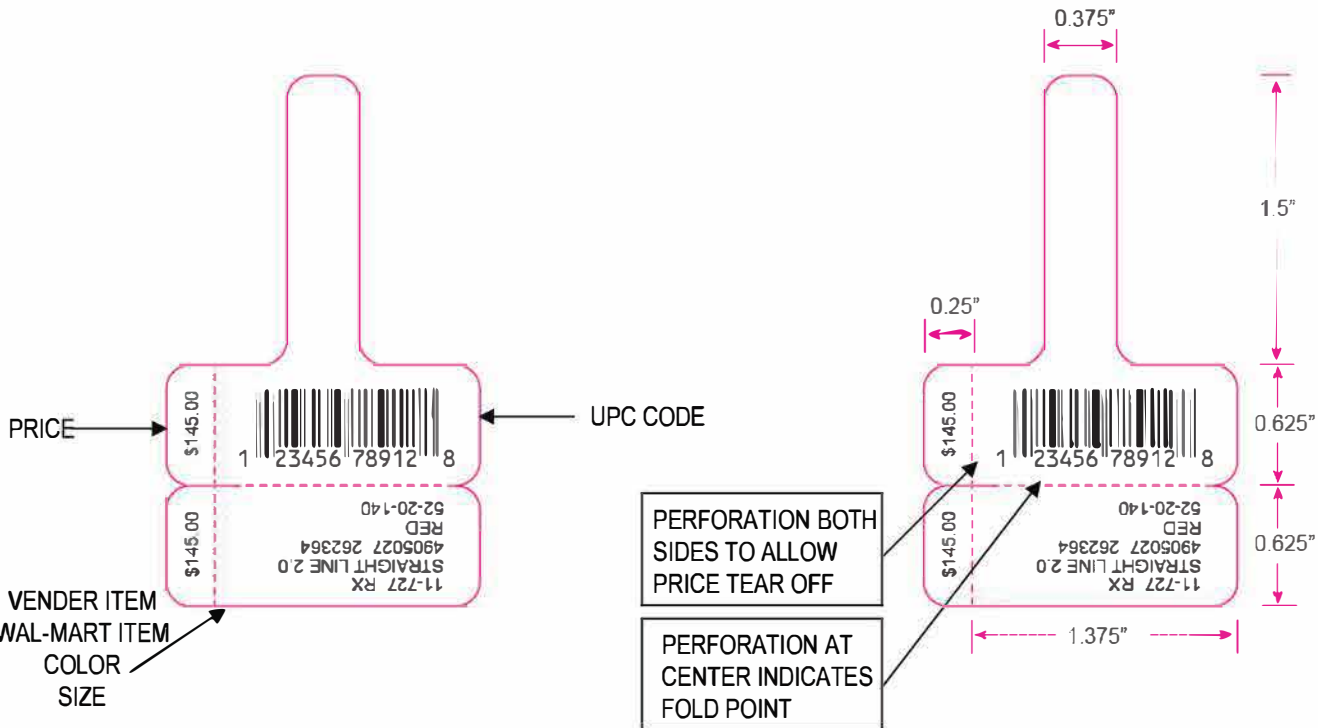 0.375”
1.5”
0.25”
PRICE
$145.00
1 23456 78912 8
UPC CODE
$145.00
11-727 RX
STRAIGHT LINE 2.0
4905027 262364
RED
52-20-140
VENDER ITEM
WAL-MART ITEM
COLOR
SIZE
$145.00
1 23456 78912 8
0.625”
$145.00
11-727 RX
STRAIGHT LINE 2.0
4905027 262364
RED
52-20-140
0.625”
1.375”
PERFORATION BOTH
SIDES TO ALLOW
PRICE TEAR OFF
PERFORATION AT
CENTER INDICATES
FOLD POINT